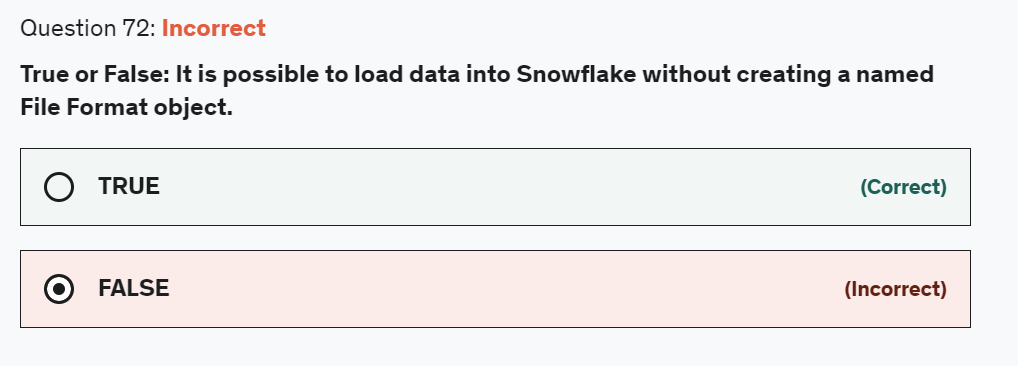 Question 72: Incorrect
True or False: It is possible to load data into Snowflake without creating a named
File Format object.
TRUE (Correct)
FALSE (Incorrect)